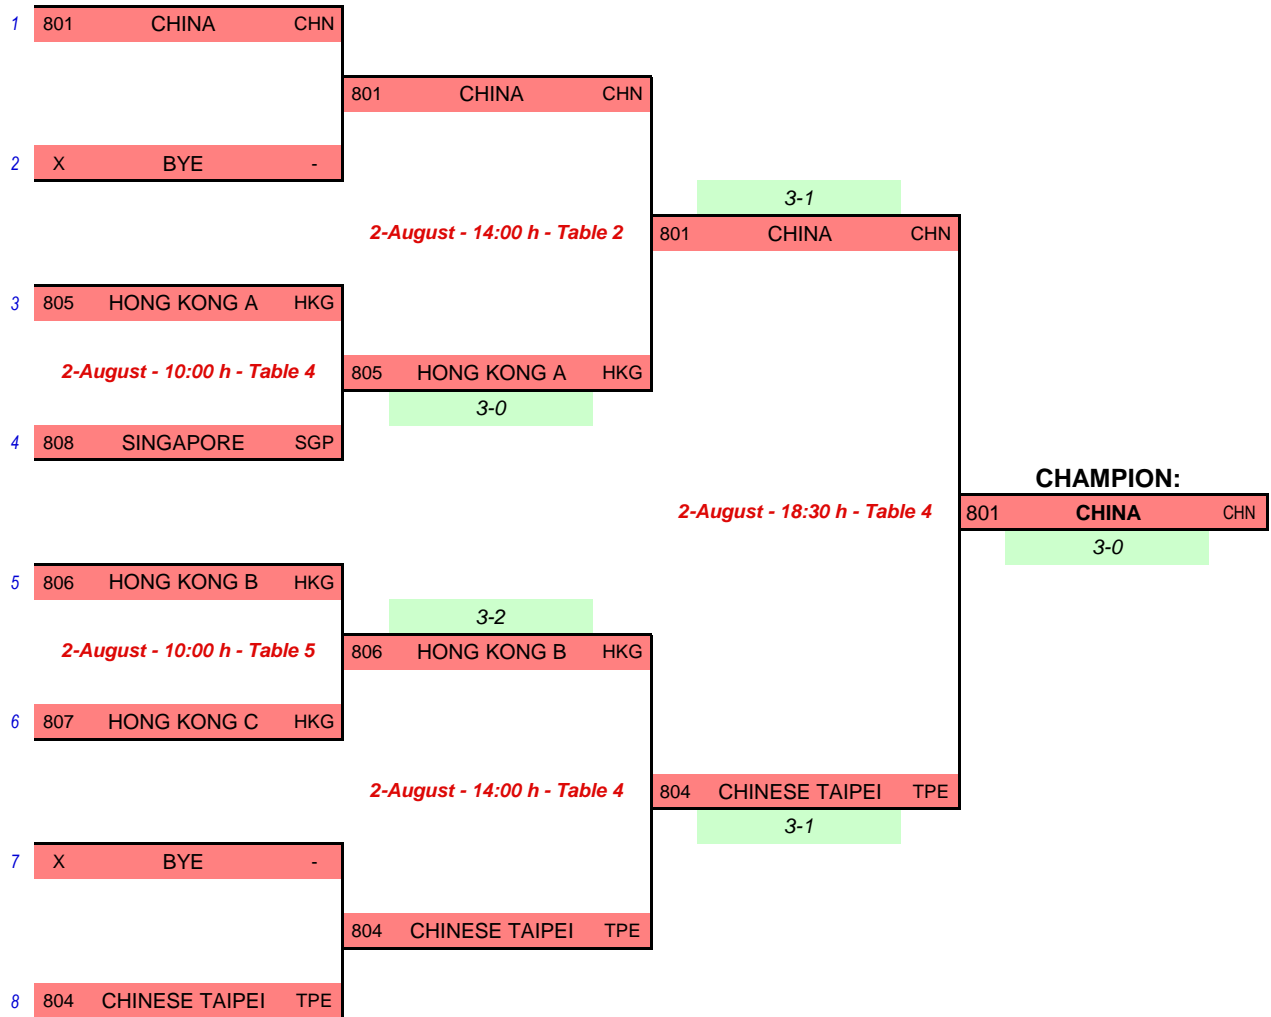 1 801 CHINA CHN
801 CHINA CHN
2 X BYE -
3-1
2-August - 14:00 h - Table 2 801 CHINA CHN
3 805 HONG KONG A HKG
2-August - 10:00 h - Table 4 805 HONG KONG A HKG
3-0
4 808 SINGAPORE SGP
CHAMPION:
2-August - 18:30 h - Table 4 801 CHINA CHN
3-0
5 806 HONG KONG B HKG
3-2
2-August - 10:00 h - Table 5 806 HONG KONG B HKG
6 807 HONG KONG C HKG
2-August - 14:00 h - Table 4 804 CHINESE TAIPEI TPE
3-1
7 X BYE -
804 CHINESE TAIPEI TPE
8 804 CHINESE TAIPEI TPE